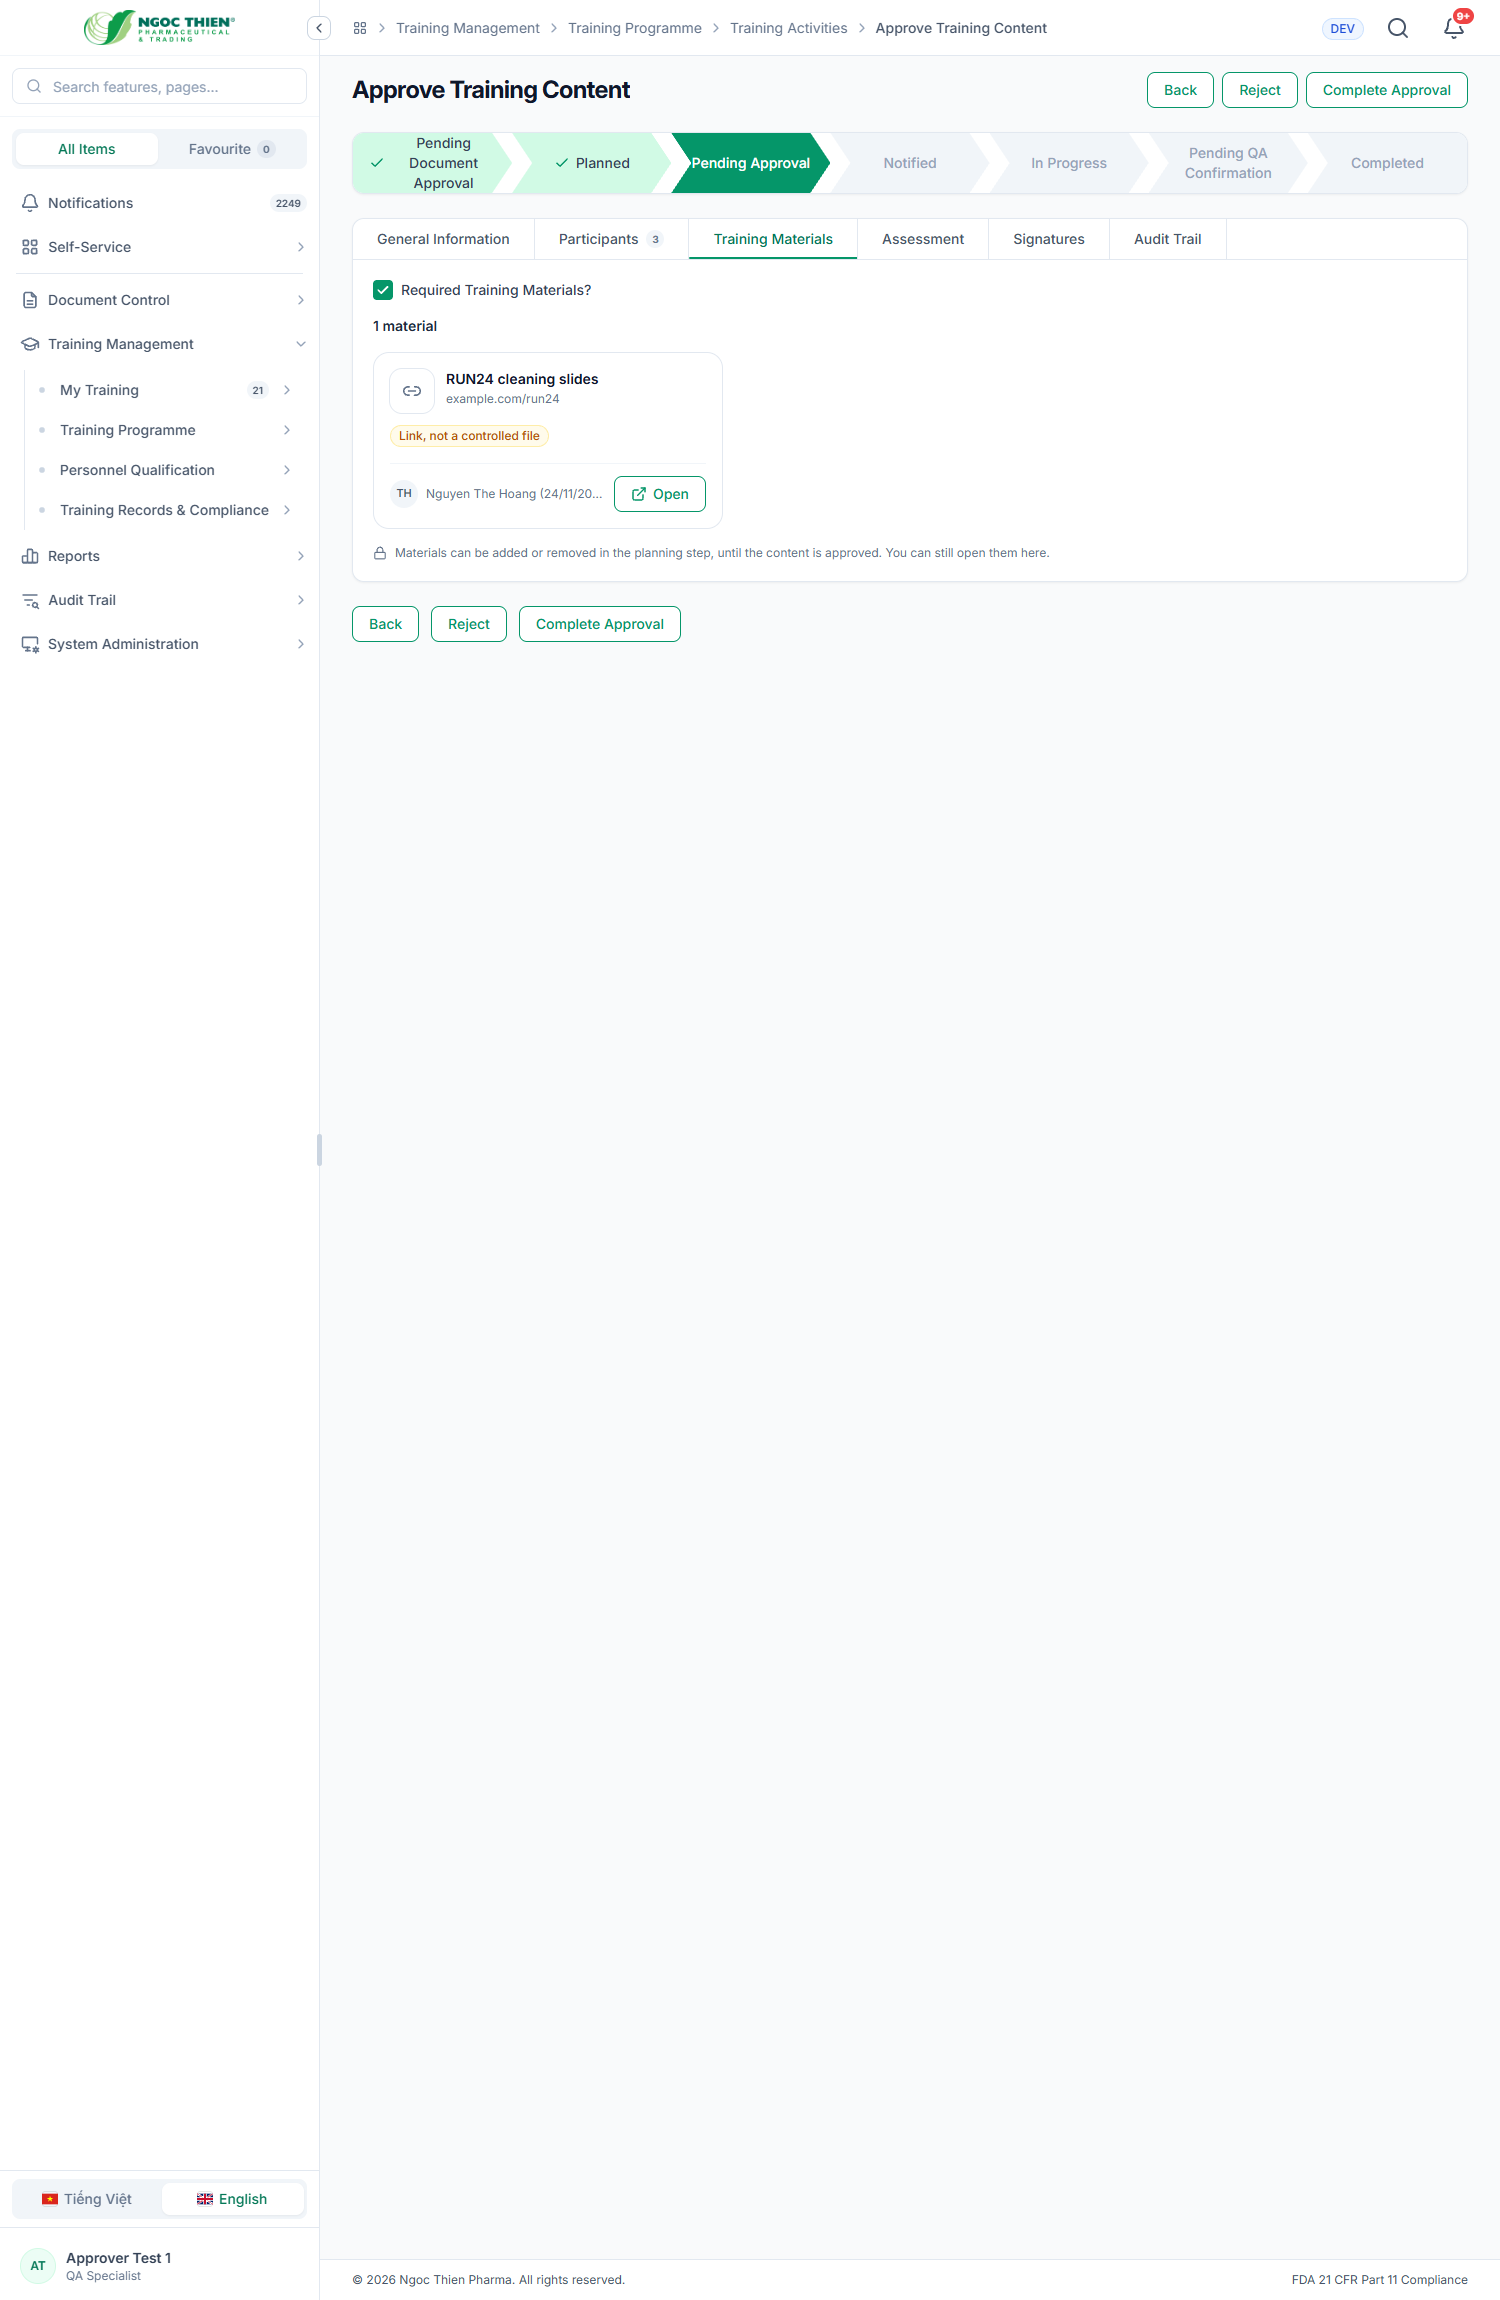 NGOC THIEN®
PHARMACEUTICAL
& TRADING
Search features, pages...
All Items
Favourite 0
Notifications 2249
Self-Service
Document Control
Training Management
My Training 21
Training Programme
Personnel Qualification
Training Records & Compliance
Reports
Audit Trail
System Administration
Tiếng Việt
English
AT
Approver Test 1
QA Specialist
Training Management
Training Programme
Training Activities
Approve Training Content
DEV
9+
Approve Training Content
Back
Reject
Complete Approval
Pending
Document
Approval
Planned
Pending Approval
Notified
In Progress
Pending QA
Confirmation
Completed
General Information
Participants 3
Training Materials
Assessment
Signatures
Audit Trail
Required Training Materials?
1 material
RUN24 cleaning slides
example.com/run24
Link, not a controlled file
TH
Nguyen The Hoang (24/11/20...
Open
Materials can be added or removed in the planning step, until the content is approved. You can still open them here.
Back
Reject
Complete Approval
© 2026 Ngoc Thien Pharma. All rights reserved.
FDA 21 CFR Part 11 Compliance